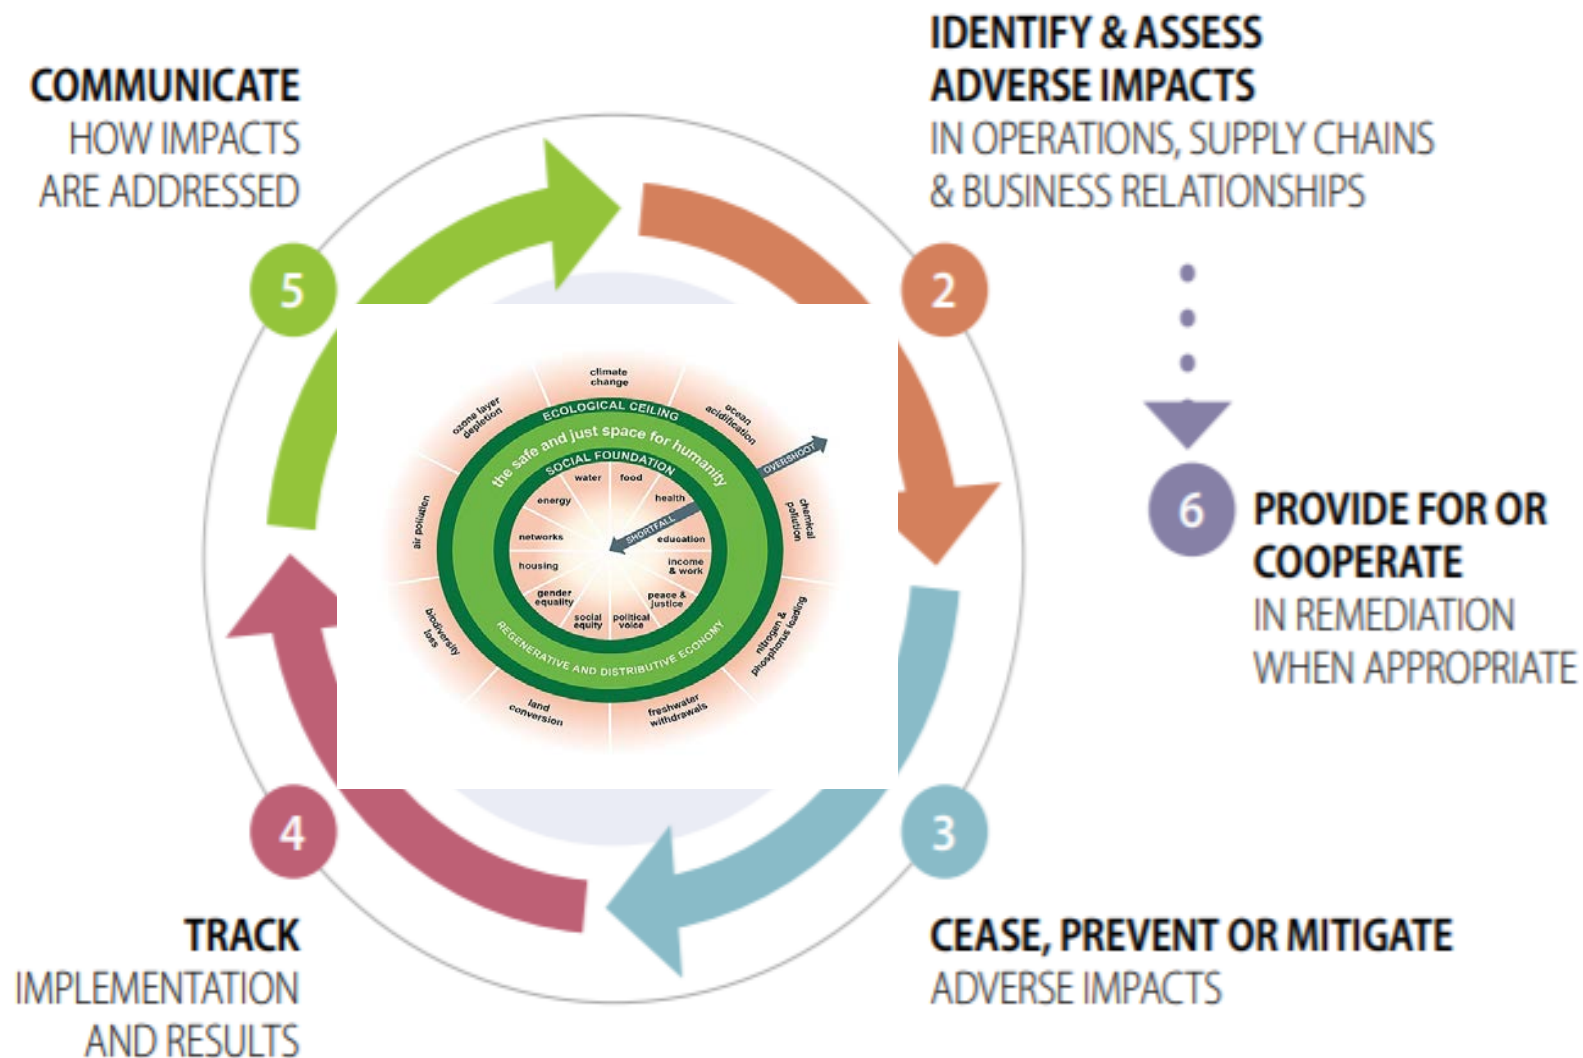 COMMUNICATE
HOW IMPACTS
ARE ADDRESSED
5
IDENTIFY & ASSESS
ADVERSE IMPACTS
IN OPERATIONS, SUPPLY CHAINS
& BUSINESS RELATIONSHIPS
2
6
PROVIDE FOR OR
COOPERATE
IN REMEDIATION
WHEN APPROPRIATE
climate
change
ocean
acidification
chemical
pollution
nitrogen &
phosphorus loading
freshwater
withdrawals
land
conversion
biodiversity
loss
air pollution
ozone layer
depletion
ECOLOGICAL CEILING
the safe and just space for humanity
SOCIAL FOUNDATION
OVERSHOOT
SHORTFALL
water
food
health
education
income
& work
peace &
justice
political
voice
social
equity
gender
equality
housing
networks
energy
REGENERATIVE AND DISTRIBUTIVE ECONOMY
4
TRACK
IMPLEMENTATION
AND RESULTS
3
CEASE, PREVENT OR MITIGATE
ADVERSE IMPACTS